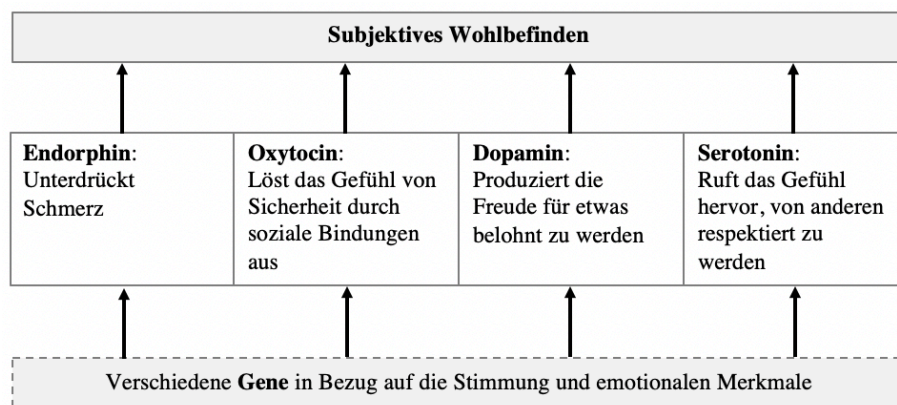 Subjektives Wohlbefinden
Endorphin:
Unterdrückt
Schmerz
Oxytocin:
Löst das Gefühl von
Sicherheit durch
soziale Bindungen
aus
Dopamin:
Produziert die
Freude für etwas
belohnt zu werden
Serotonin:
Ruft das Gefühl
hervor, von anderen
respektiert zu
werden
Verschiedene Gene in Bezug auf die Stimmung und emotionalen Merkmale